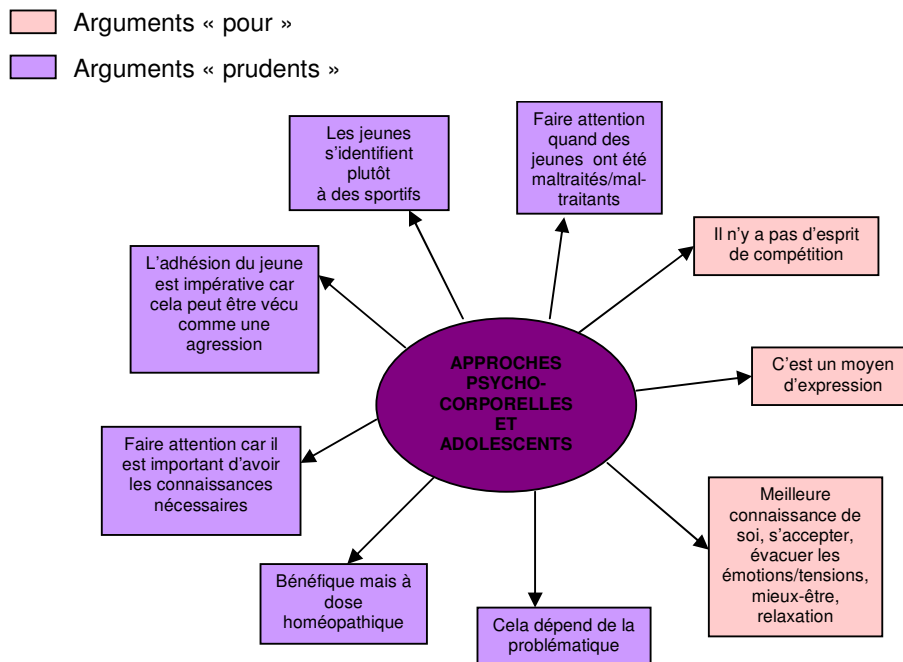 Arguments « pour »
Arguments « prudents »
Les jeunes
s’identifient
plutôt
à des sportifs
Faire attention
quand des
jeunes ont été
maltraités/mal-
traitants
Il n’y a pas d’esprit
de compétition
L’adhésion du jeune
est impérative car
cela peut être vécu
comme une
agression
APPROCHES
PSYCHO-
CORPORELLES
ET
ADOLESCENTS
C’est un moyen
d’expression
Faire attention car il
est important d’avoir
les connaissances
nécessaires
Meilleure
connaissance de
soi, s’accepter,
évacuer les
émotions/tensions,
mieux-être,
relaxation
Bénéfique mais à
dose
homéopathique
Cela dépend de la
problématique